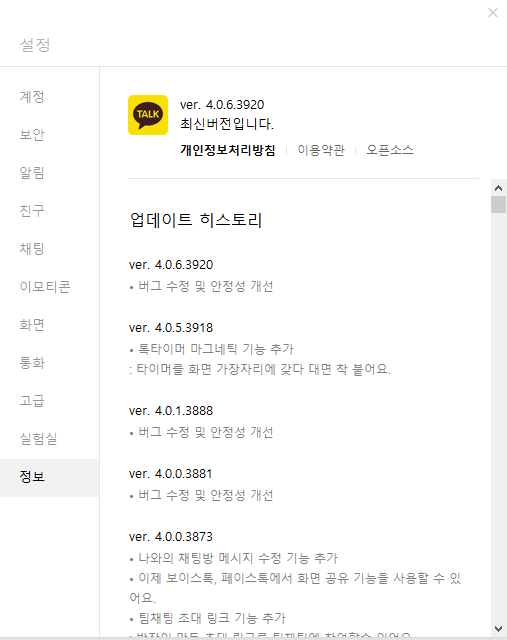 설정
계정
보안
알림
친구
채팅
이모티콘
화면
통화
고급
실험실
정보
TALK
ver. 4.0.6.3920
최신버전입니다.
개인정보처리방침 | 이용약관 | 오픈소스
업데이트 히스토리
ver. 4.0.6.3920
• 버그 수정 및 안정성 개선
ver. 4.0.5.3918
• 톡타이머 마그네틱 기능 추가
: 타이머를 화면 가장자리에 갖다 대면 착 붙어요.
ver. 4.0.1.3888
• 버그 수정 및 안정성 개선
ver. 4.0.0.3881
• 버그 수정 및 안정성 개선
ver. 4.0.0.3873
• 나와의 채팅방 메시지 수정 기능 추가
• 이제 보이스톡, 페이스톡에서 화면 공유 기능을 사용할 수 있
어요.
• 팀채팅 초대 링크 기능 추가